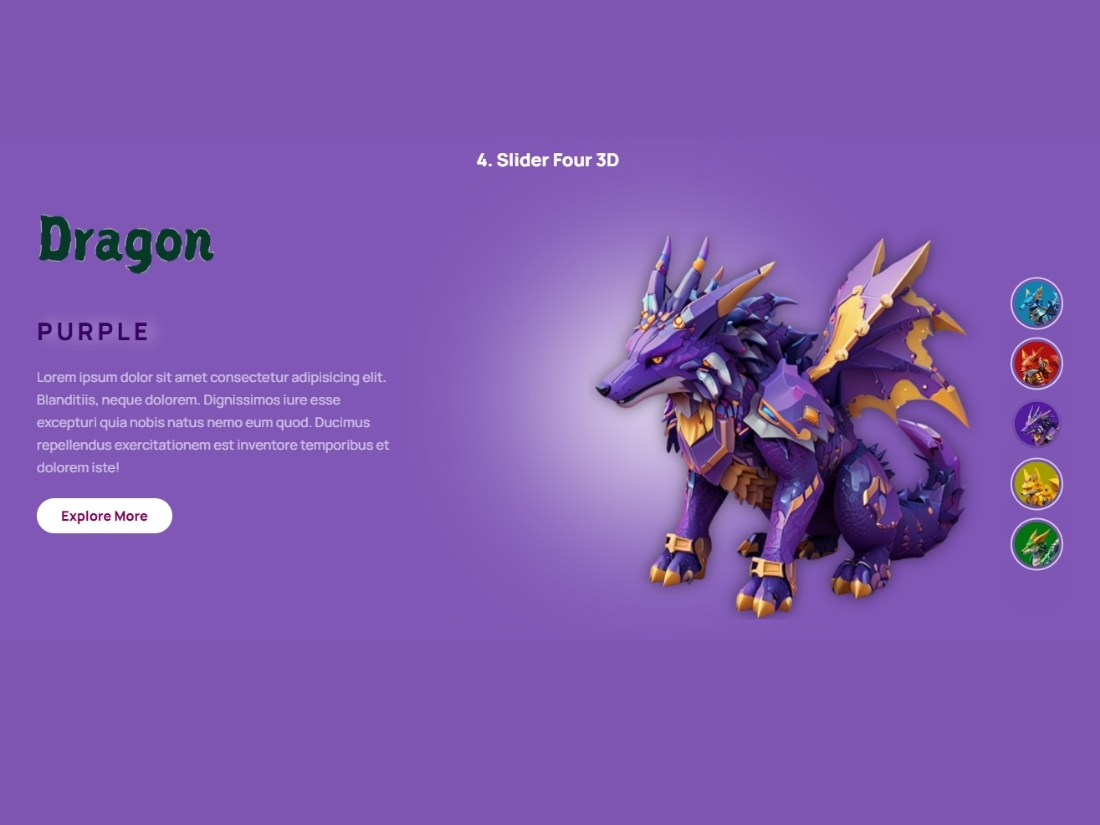 4. Slider Four 3D
Dragon
PURPLE
Lorem ipsum dolor sit amet consectetur adipisicing elit.
Blanditiis, neque dolorem. Dignissimos iure esse
excepturi quia nobis natus nemo eum quod. Ducimus
repellendus exercitationem est inventore temporibus et
dolorem iste!
Explore More